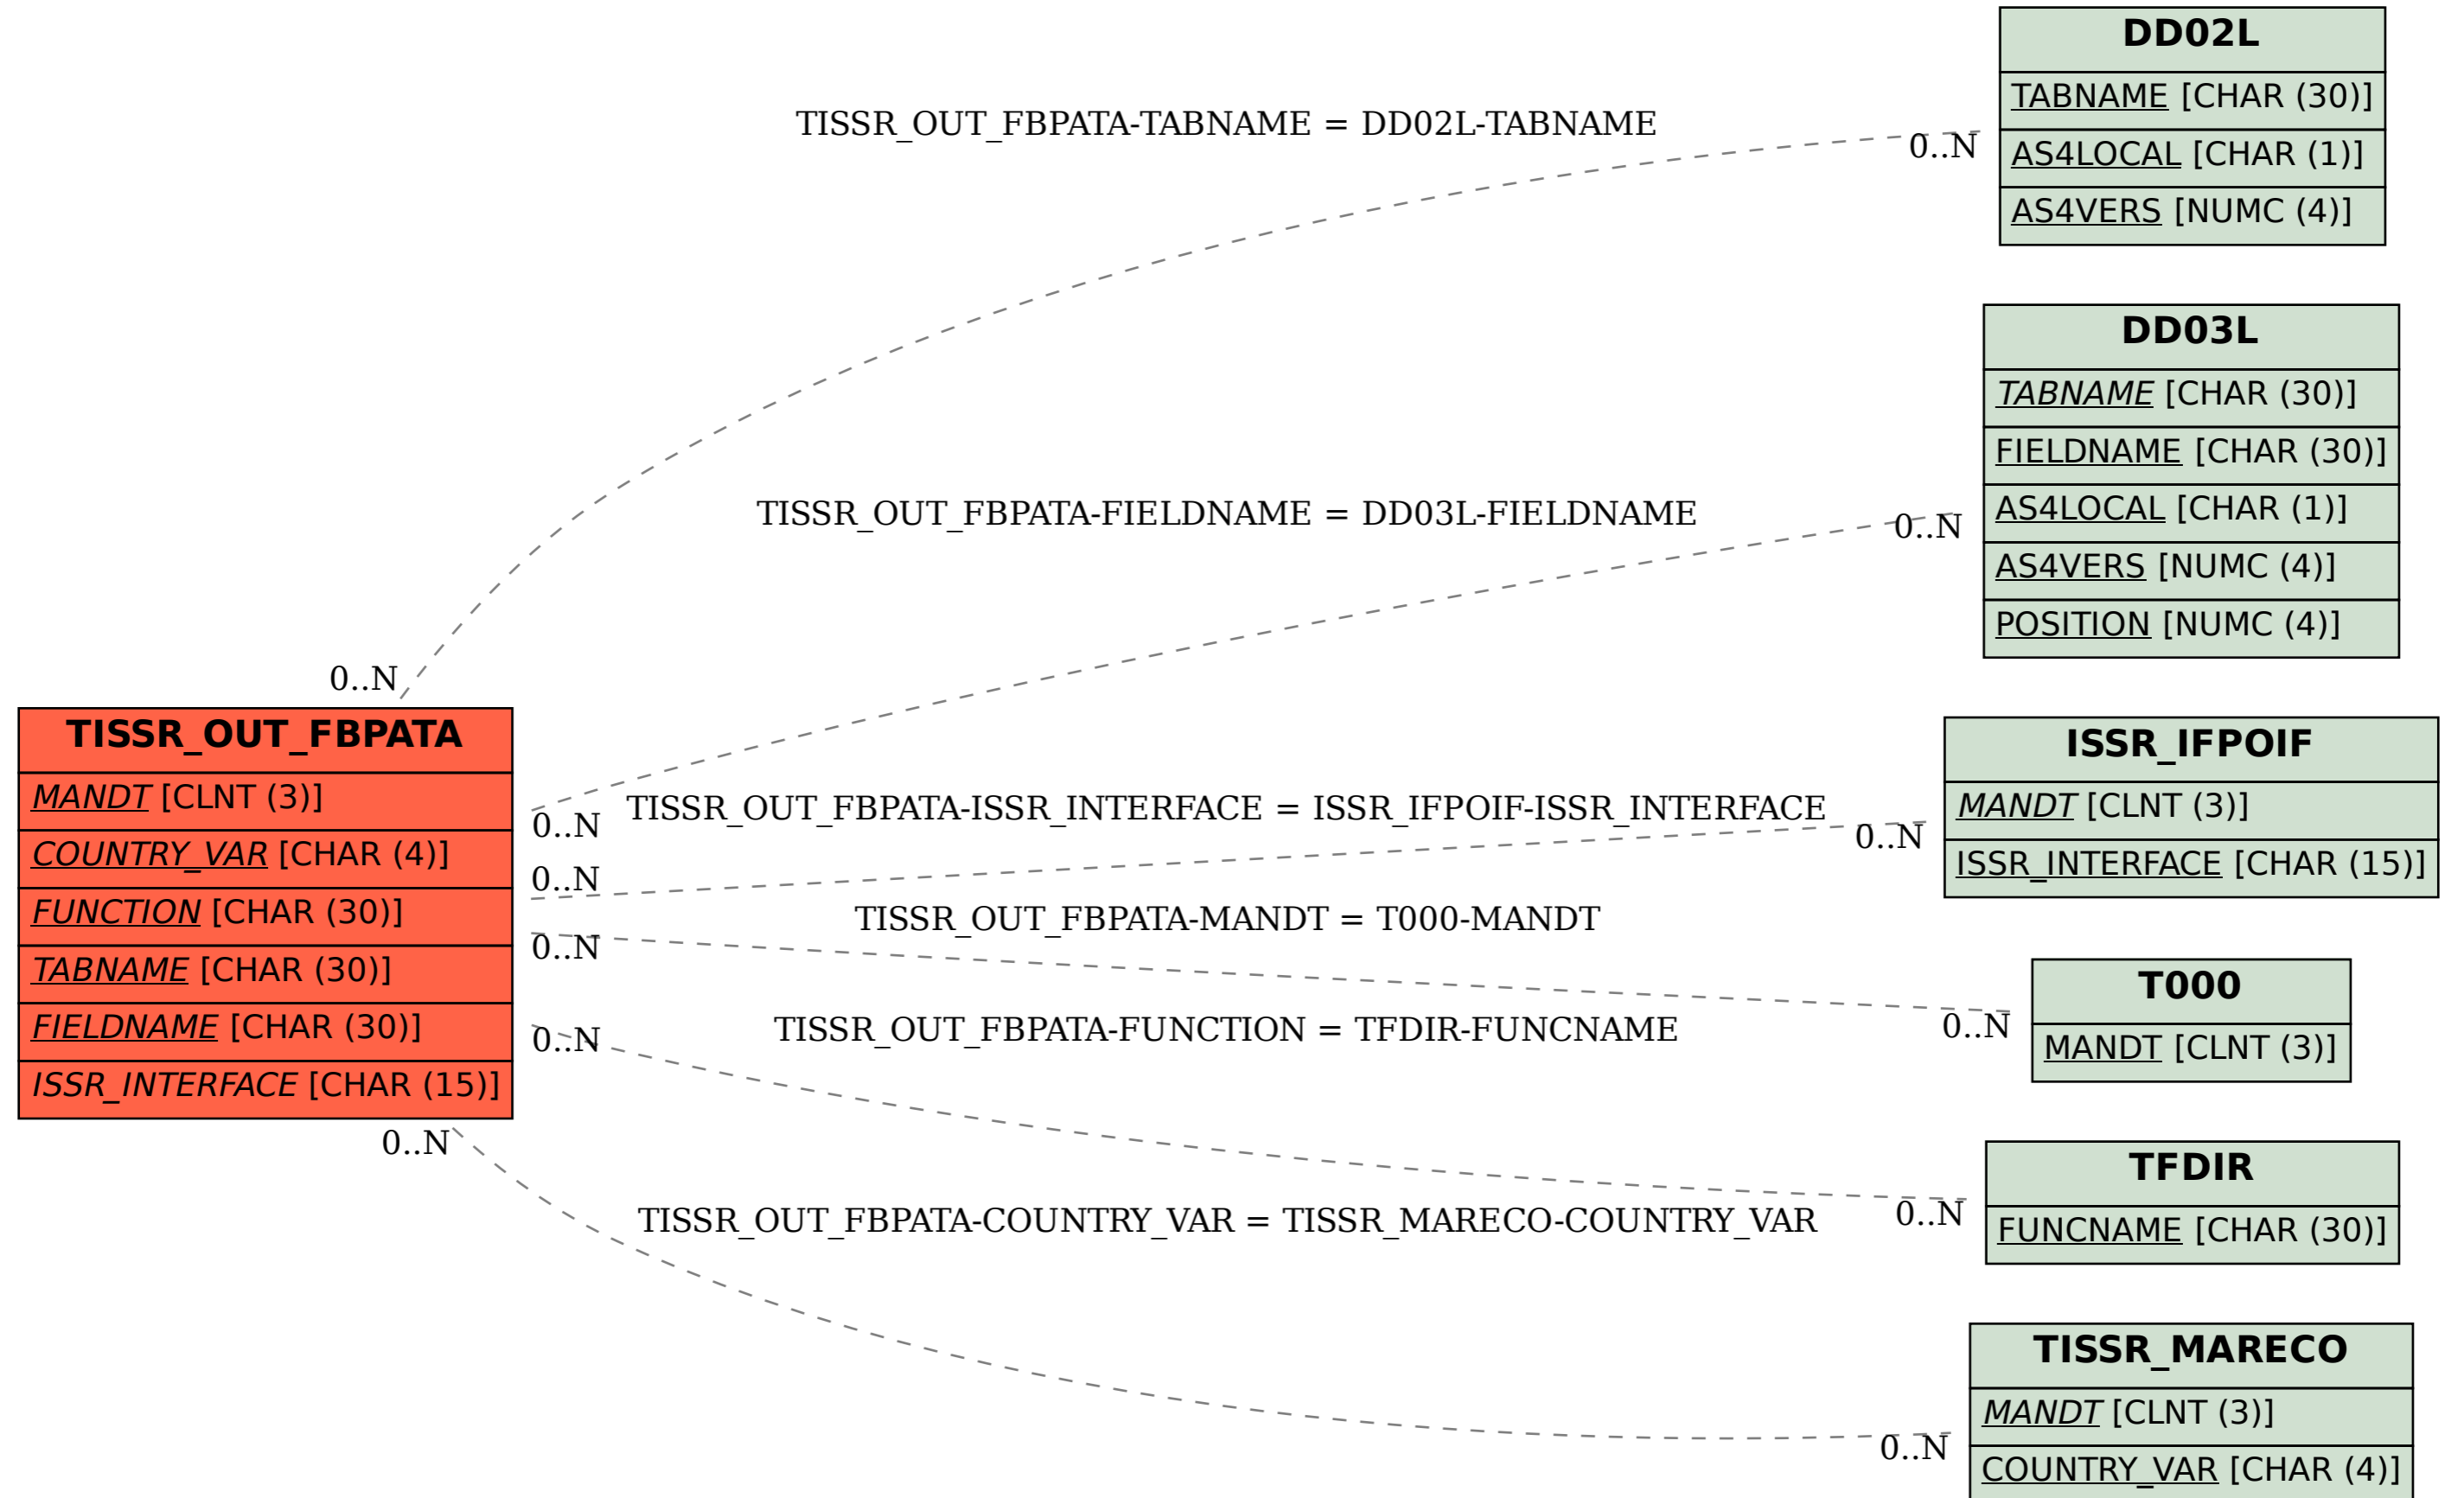 DD02L
TABNAME [CHAR (30)]
AS4LOCAL [CHAR (1)]
AS4VERS [NUMC (4)]
TISSR_OUT_FBPATA-TABNAME = DD02L-TABNAME
0..N
DD03L
TABNAME [CHAR (30)]
FIELDNAME [CHAR (30)]
AS4LOCAL [CHAR (1)]
AS4VERS [NUMC (4)]
POSITION [NUMC (4)]
TISSR_OUT_FBPATA-FIELDNAME = DD03L-FIELDNAME
0..N
0..N
TISSR_OUT_FBPATA
MANDT [CLNT (3)]
COUNTRY_VAR [CHAR (4)]
FUNCTION [CHAR (30)]
TABNAME [CHAR (30)]
FIELDNAME [CHAR (30)]
ISSR_INTERFACE [CHAR (15)]
0..N
TISSR_OUT_FBPATA-ISSR_INTERFACE = ISSR_IFPOIF-ISSR_INTERFACE
0..N
0..N
ISSR_IFPOIF
MANDT [CLNT (3)]
ISSR_INTERFACE [CHAR (15)]
TISSR_OUT_FBPATA-MANDT = T000-MANDT
0..N
0..N
T000
MANDT [CLNT (3)]
TISSR_OUT_FBPATA-FUNCTION = TFDIR-FUNCNAME
0..N
0..N
TFDIR
FUNCNAME [CHAR (30)]
0..N
TISSR_OUT_FBPATA-COUNTRY_VAR = TISSR_MARECO-COUNTRY_VAR
0..N
TISSR_MARECO
MANDT [CLNT (3)]
COUNTRY_VAR [CHAR (4)]